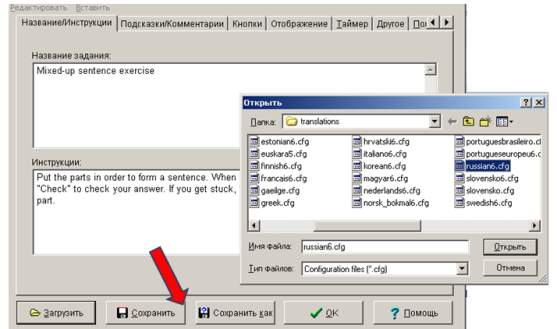 Редактировать Вставить
Название/Инструкции Подсказки/Комментарии Кнопки Отображение Таймер Другое
Название задания:
Mixed-up sentence exercise
Инструкции:
Put the parts in order to form a sentence. When
"Check" to check your answer. If you get stuck,
part.
Загрузить Сохранить Сохранить как OK Помощь
Открыть
Папка: translations
estonian6.cfg hrvatski6.cfg portuguesbrasileiro.cf
euskara5.cfg italiano6.cfg portugueseuropeu6.c
finnish6.cfg korean6.cfg russian6.cfg
francais6.cfg magyar6.cfg slovensko6.cfg
gaeilge.cfg nederlands6.cfg slovensko.cfg
greek.cfg norsk_bokmal6.cfg swedish6.cfg
Имя файла: russian6.cfg Открыть
Тип файлов: Configuration files (*.cfg) Отмена